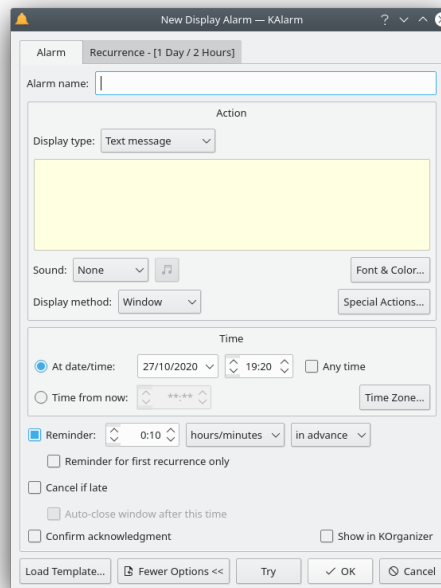 New Display Alarm — KAlarm
Alarm
Recurrence - [1 Day / 2 Hours]
Alarm name:
Action
Display type: Text message
Sound: None
Font & Color...
Display method: Window
Special Actions...
Time
At date/time: 27/10/2020 19:20 Any time
Time from now: **:** Time Zone...
Reminder: 0:10 hours/minutes in advance
Reminder for first recurrence only
Cancel if late
Auto-close window after this time
Confirm acknowledgment Show in KOrganizer
Load Template... Fewer Options << Try OK Cancel